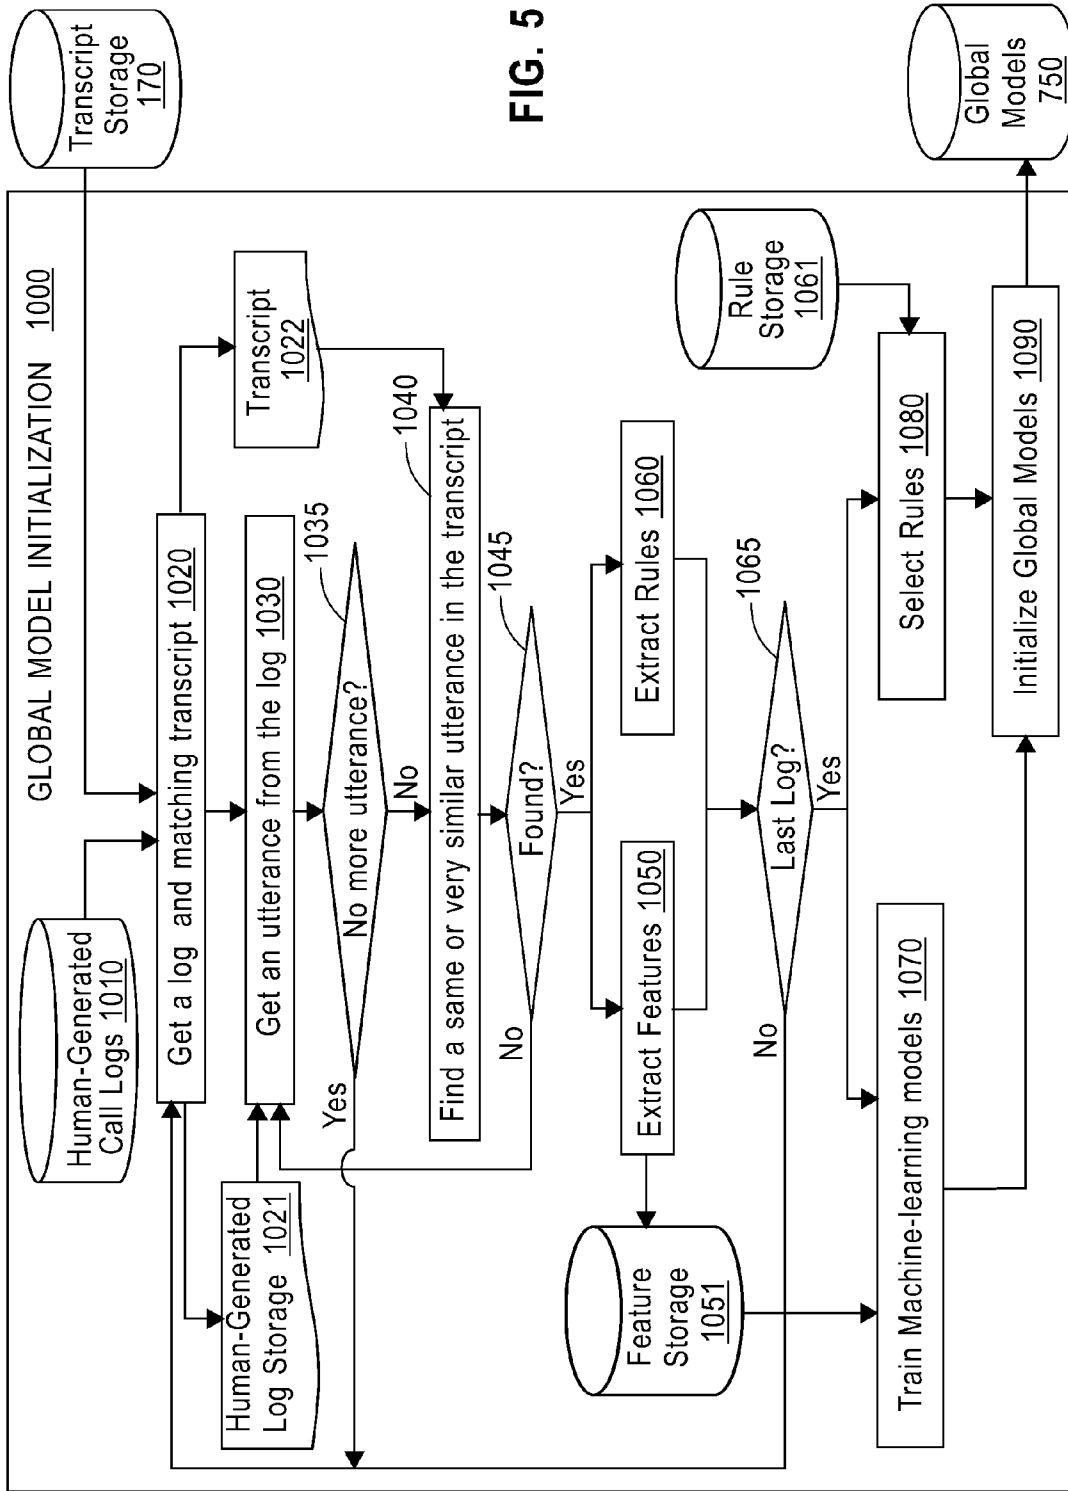 GLOBAL MODEL INITIALIZATION 1000
Transcript
Storage
170
Human-Generated
Call Logs 1010
Get a log and matching transcript 1020
Human-Generated
Log Storage 1021
Get an utterance from the log 1030
Transcript
1022
1035
No more utterance?
Yes
No
1040
Find a same or very similar utterance in the transcript
1045
Found?
No
Yes
FIG. 5
Feature
Storage
1051
Extract Features 1050
Extract Rules 1060
Rule
Storage
1061
1065
Last Log?
No
Yes
Train Machine-learning models 1070
Select Rules 1080
Initialize Global Models 1090
Global
Models
750